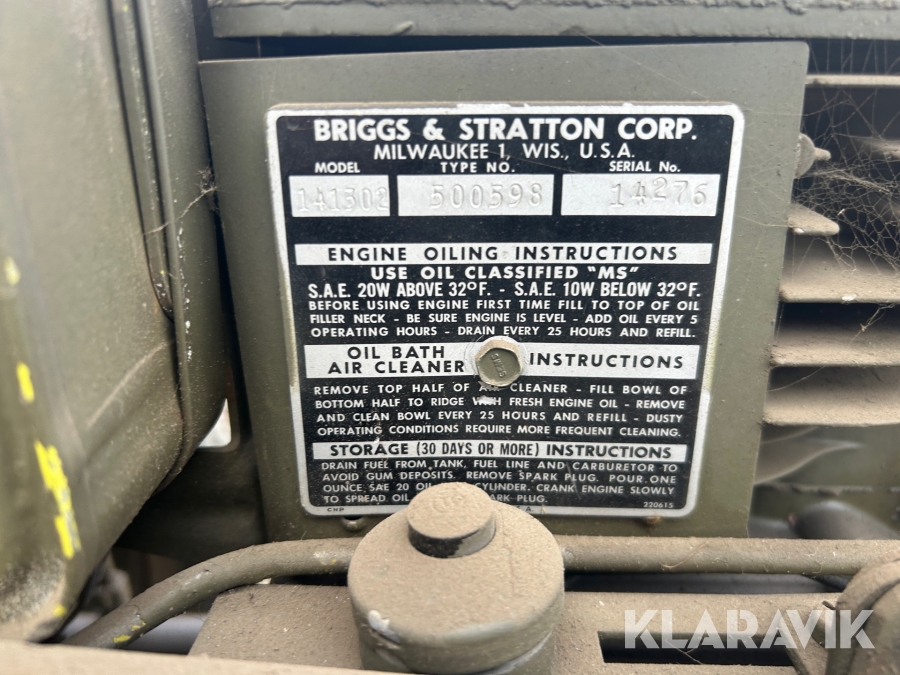 BRIGGS & STRATTON CORP.
MILWAUKEE 1, WIS., U.S.A.
MODEL TYPE NO. SERIAL No.
141302 500598 14276
ENGINE OILING INSTRUCTIONS
USE OIL CLASSIFIED "MS"
S.A.E. 20W ABOVE 32°F. - S.A.E. 10W BELOW 32°F.
BEFORE USING ENGINE FIRST TIME FILL TO TOP OF OIL
FILLER NECK - BE SURE ENGINE IS LEVEL - ADD OIL EVERY 5
OPERATING HOURS - DRAIN EVERY 25 HOURS AND REFILL.
OIL BATH
AIR CLEANER INSTRUCTIONS
REMOVE TOP HALF OF AIR CLEANER - FILL BOWL OF
BOTTOM HALF TO RIDGE WITH FRESH ENGINE OIL - REMOVE
AND CLEAN BOWL EVERY 25 HOURS AND REFILL - DUSTY
OPERATING CONDITIONS REQUIRE MORE FREQUENT CLEANING.
STORAGE (30 DAYS OR MORE) INSTRUCTIONS
DRAIN FUEL FROM TANK, FUEL LINE AND CARBURETOR TO
AVOID GUM DEPOSITS. REMOVE SPARK PLUG. POUR ONE
OUNCE SAE 20 OIL CYLINDER. CRANK ENGINE SLOWLY
TO SPREAD OIL SPARK PLUG.
CHP 220615
KLARAVIK